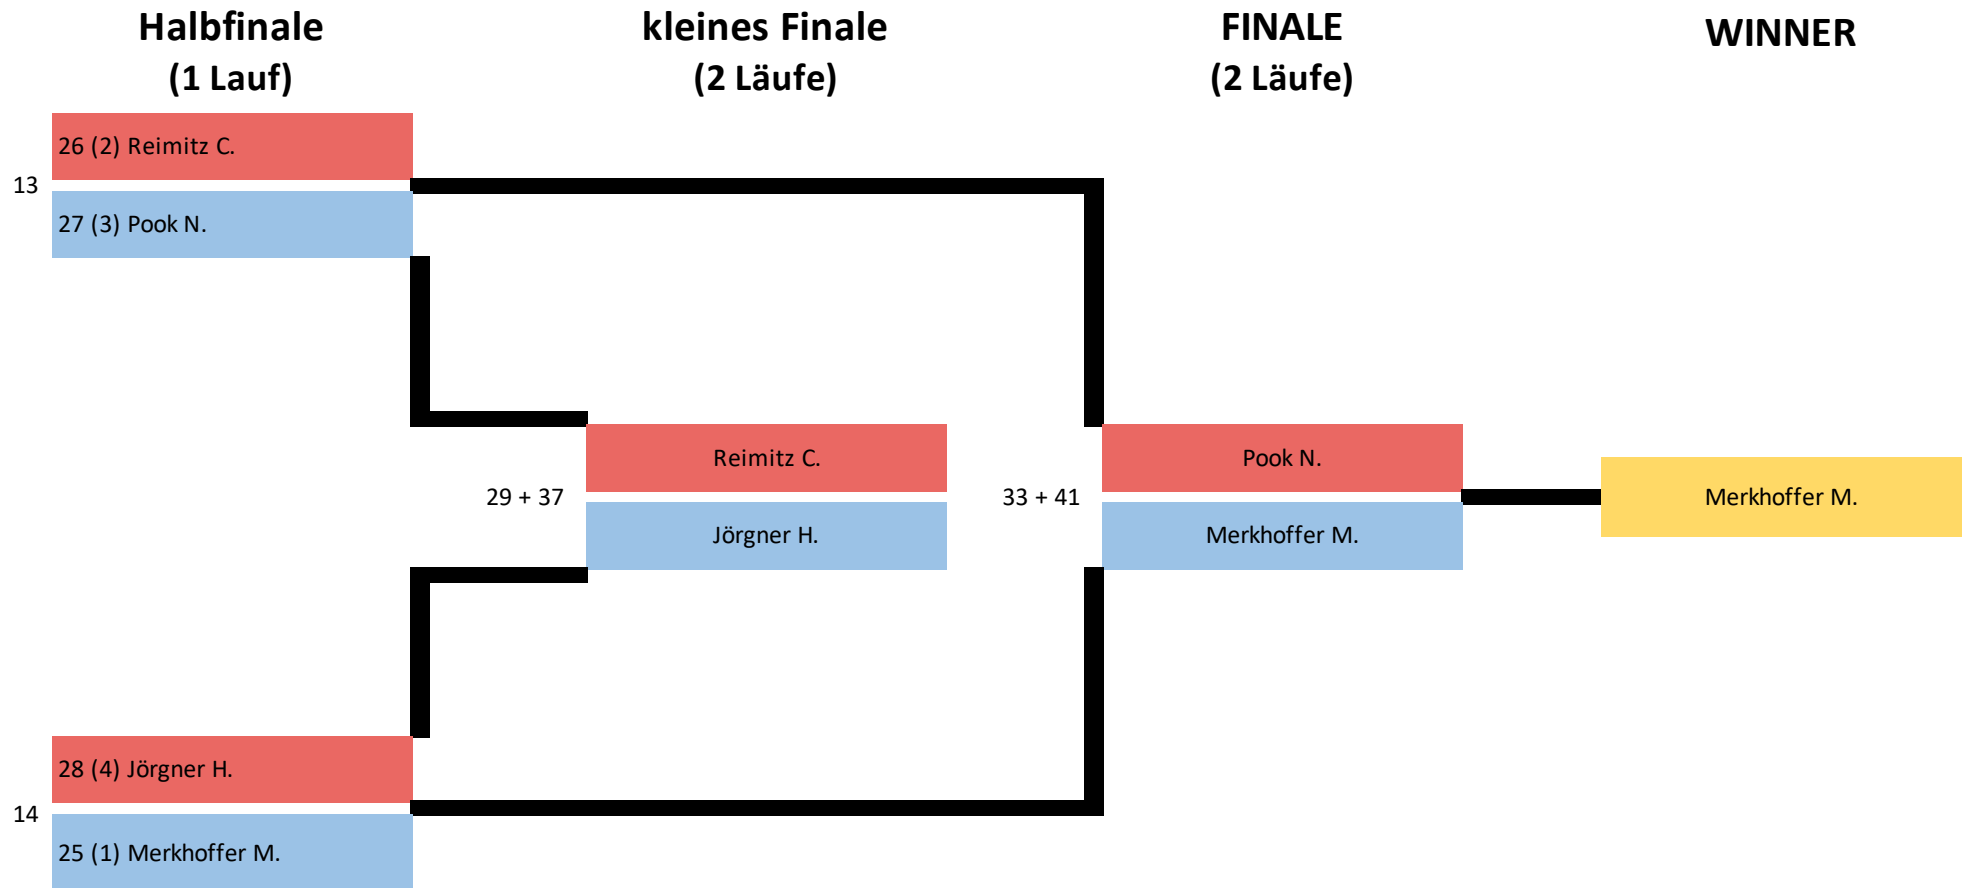 Halbfinale
(1 Lauf)
kleines Finale
(2 Läufe)
FINALE
(2 Läufe)
WINNER
26 (2) Reimitz C.
13
27 (3) Pook N.
Reimitz C.
29 + 37
Jörgner H.
Pook N.
33 + 41
Merkhoffer M.
Merkhoffer M.
28 (4) Jörgner H.
14
25 (1) Merkhoffer M.